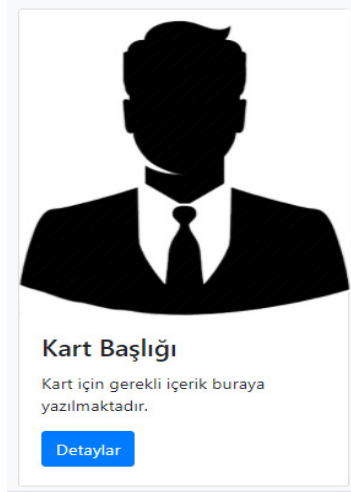 Kart Başlığı
Kart için gerekli içerik buraya
yazılmaktadır.
Detaylar